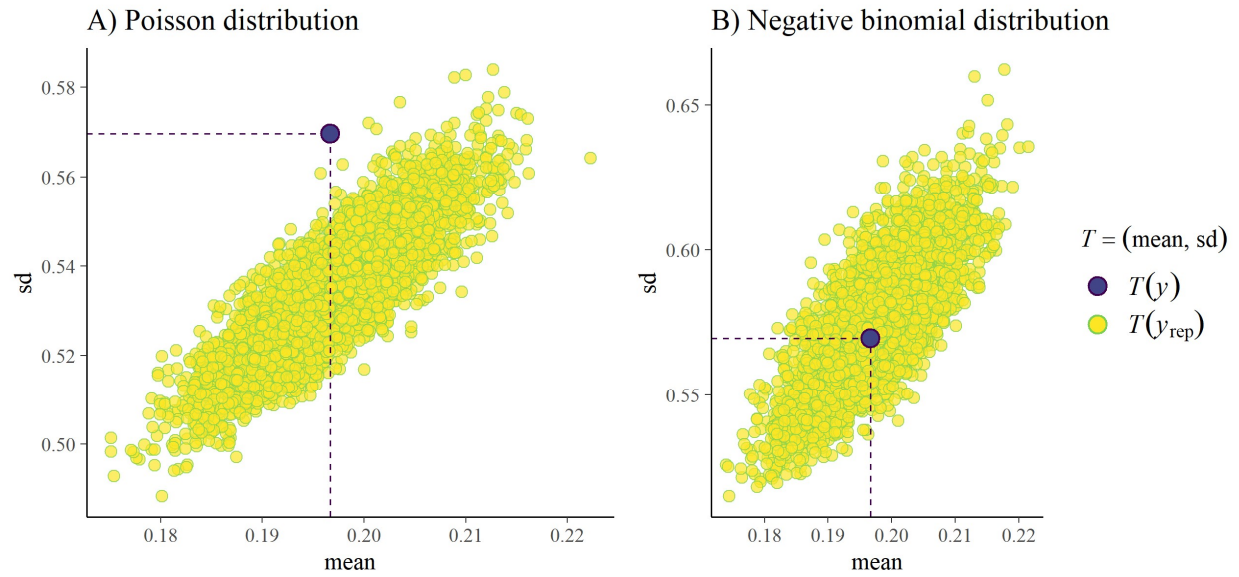 A) Poisson distribution
sd
0.58
0.56
0.54
0.52
0.50
0.18
0.19
0.20
0.21
0.22
mean
B) Negative binomial distribution
sd
0.65
0.60
0.55
0.18
0.19
0.20
0.21
0.22
mean
T = (mean, sd)
T(y)
T(y_rep)